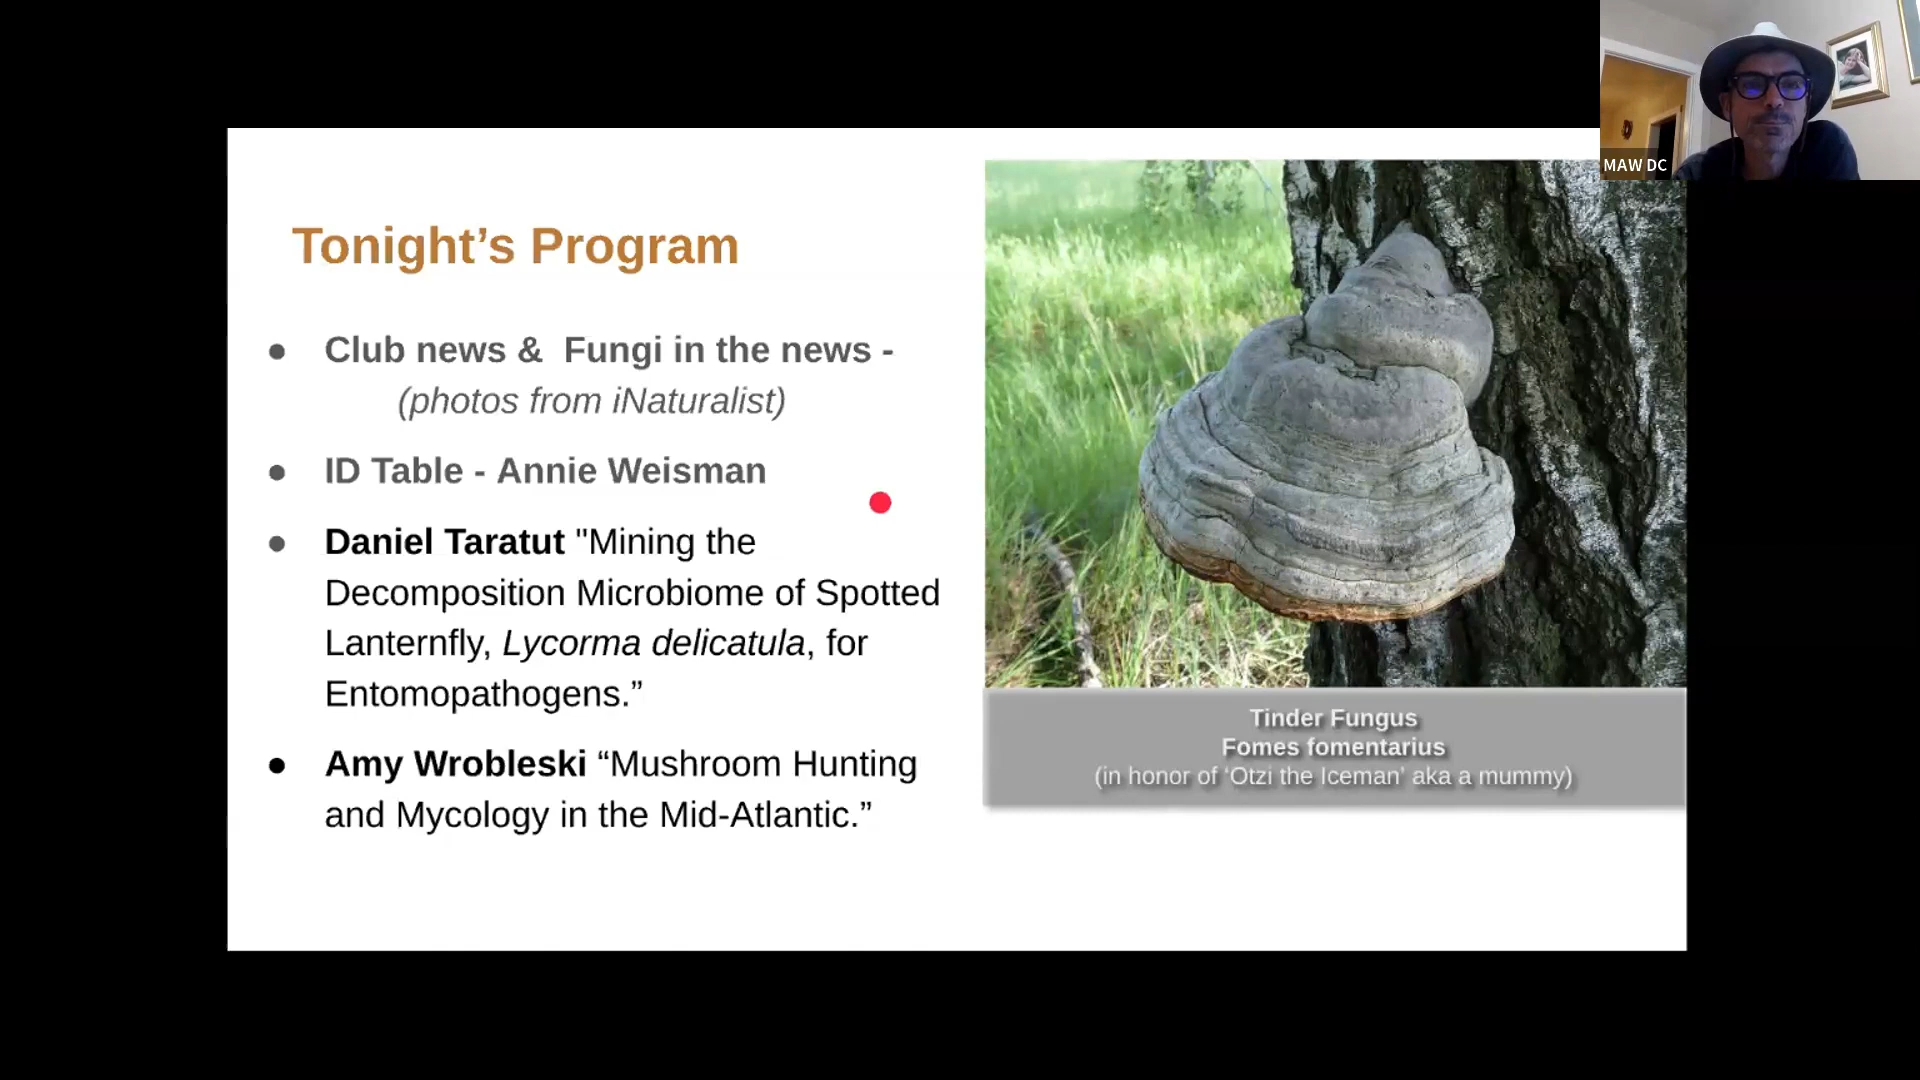 MAW DC
Tonight’s Program
● Club news & Fungi in the news -
(photos from iNaturalist)
● ID Table - Annie Weisman
● Daniel Taratut "Mining the
Decomposition Microbiome of Spotted
Lanternfly, Lycorma delicatula, for
Entomopathogens.”
● Amy Wrobleski “Mushroom Hunting
and Mycology in the Mid-Atlantic.”
Tinder Fungus
Fomes fomentarius
(in honor of ‘Otzi the Iceman’ aka a mummy)